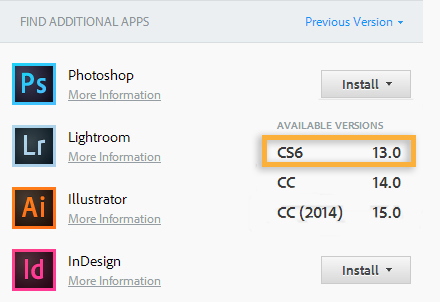 FIND ADDITIONAL APPS Previous Version
Ps Photoshop Install
More Information
AVAILABLE VERSIONS
Lr Lightroom
CS6 13.0
More Information
CC 14.0
Ai Illustrator
CC (2014) 15.0
More Information
Id InDesign Install
More Information